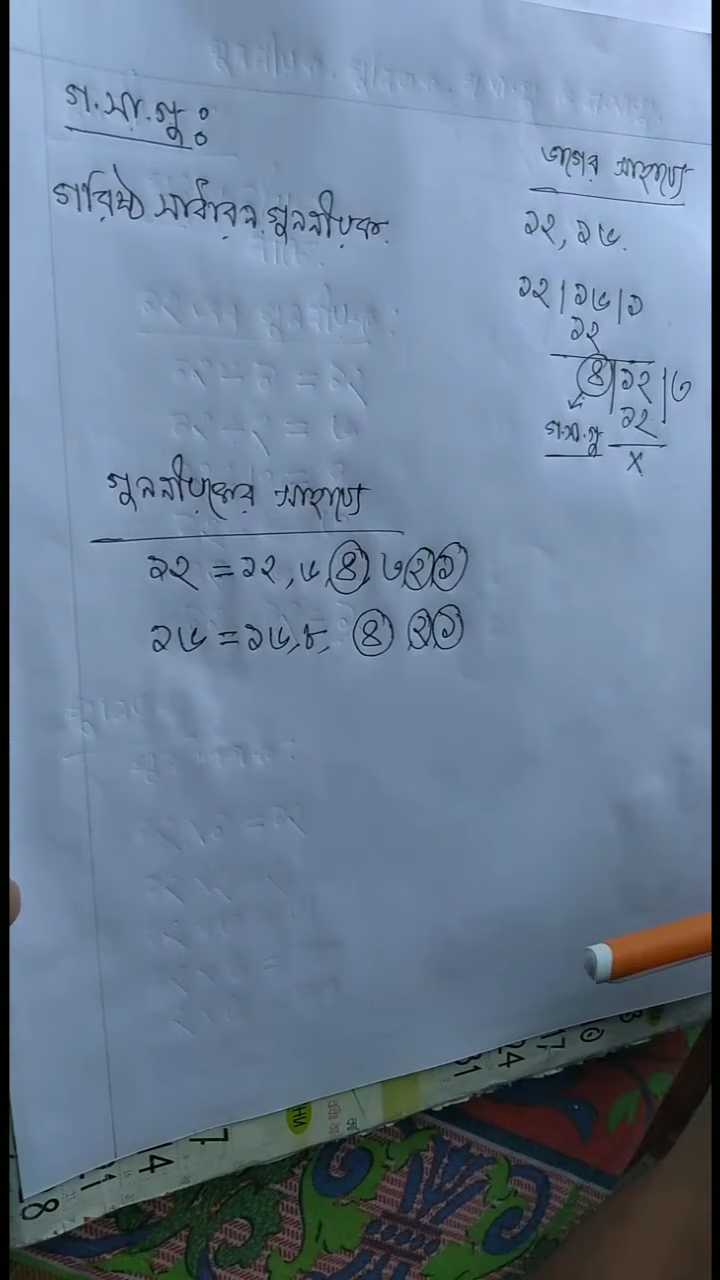 গ.সা.গু ঃ
গরিষ্ঠ সাধারন গুননীয়ক.
গুননীয়কের সাহায্যে
১২ = ১২, ৬, ৪, ৩ ২ ১
১৬ = ১৬, ৮, ৪ ২ ১
ভাগের সাহায্যে
১২, ১৬.
১২ | ১৬ | ১
১২
৪ | ১২ | ৩
গ.সা.গু ১২
x